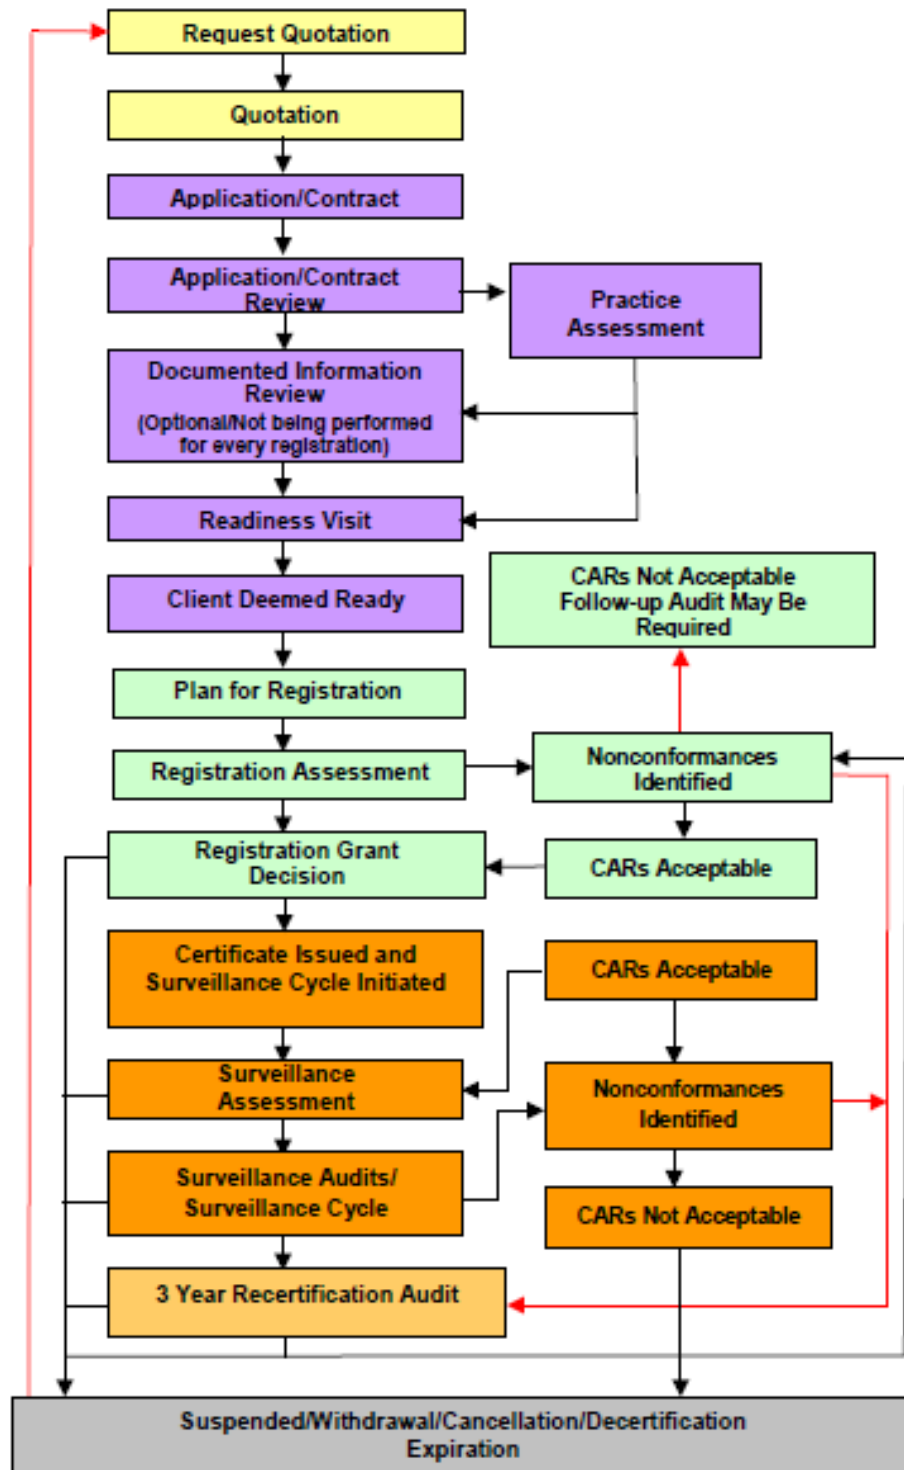 Request Quotation
Quotation
Application/Contract
Application/Contract
Review
Practice
Assessment
Documented Information
Review
(Optional/Not being performed
for every registration)
Readiness Visit
Client Deemed Ready
CARs Not Acceptable
Follow-up Audit May Be
Required
Plan for Registration
Registration Assessment
Nonconformances
Identified
Registration Grant
Decision
CARs Acceptable
Certificate Issued and
Surveillance Cycle Initiated
CARs Acceptable
Surveillance
Assessment
Nonconformances
Identified
Surveillance Audits/
Surveillance Cycle
CARs Not Acceptable
3 Year Recertification Audit
Suspended/Withdrawal/Cancellation/Decertification
Expiration